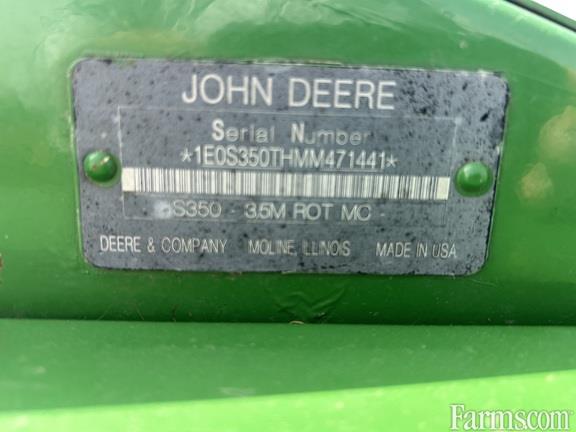 JOHN DEERE
Serial Number
*1E0S350THMM471441*
S350 - 3.5M ROT MC -
DEERE & COMPANY MOLINE, ILLINOIS MADE IN USA
Farms.com